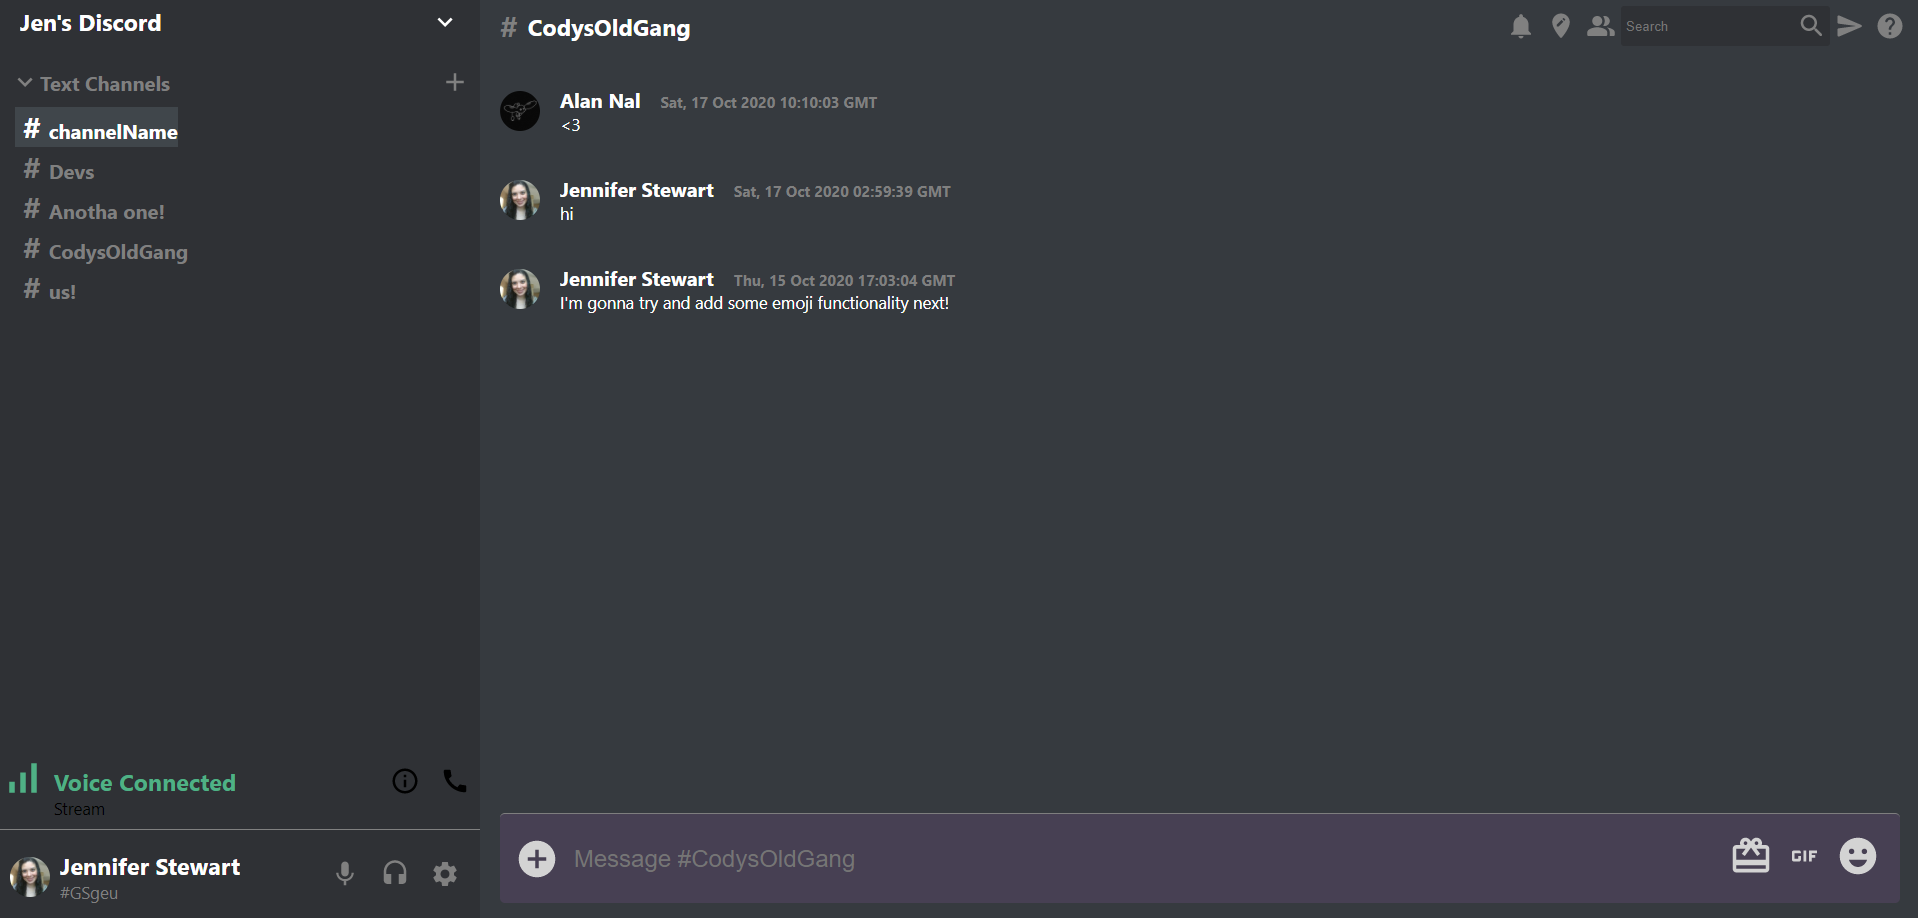 Jen's Discord
Text Channels
# channelName
# Devs
# Anotha one!
# CodysOldGang
# us!
Voice Connected
Stream
Jennifer Stewart
#GSgeu
# CodysOldGang
Search
Alan Nal Sat, 17 Oct 2020 10:10:03 GMT
<3
Jennifer Stewart Sat, 17 Oct 2020 02:59:39 GMT
hi
Jennifer Stewart Thu, 15 Oct 2020 17:03:04 GMT
I'm gonna try and add some emoji functionality next!
Message #CodysOldGang
GIF